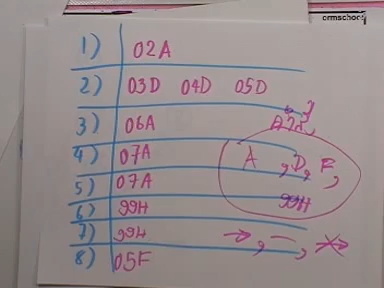 ormschool
1) 02A
2) 03D 04D 05D
3) 06A
4) 07A
A , D, F,
5) 07A
6) 99H
99H
7) 99H
8) 05F